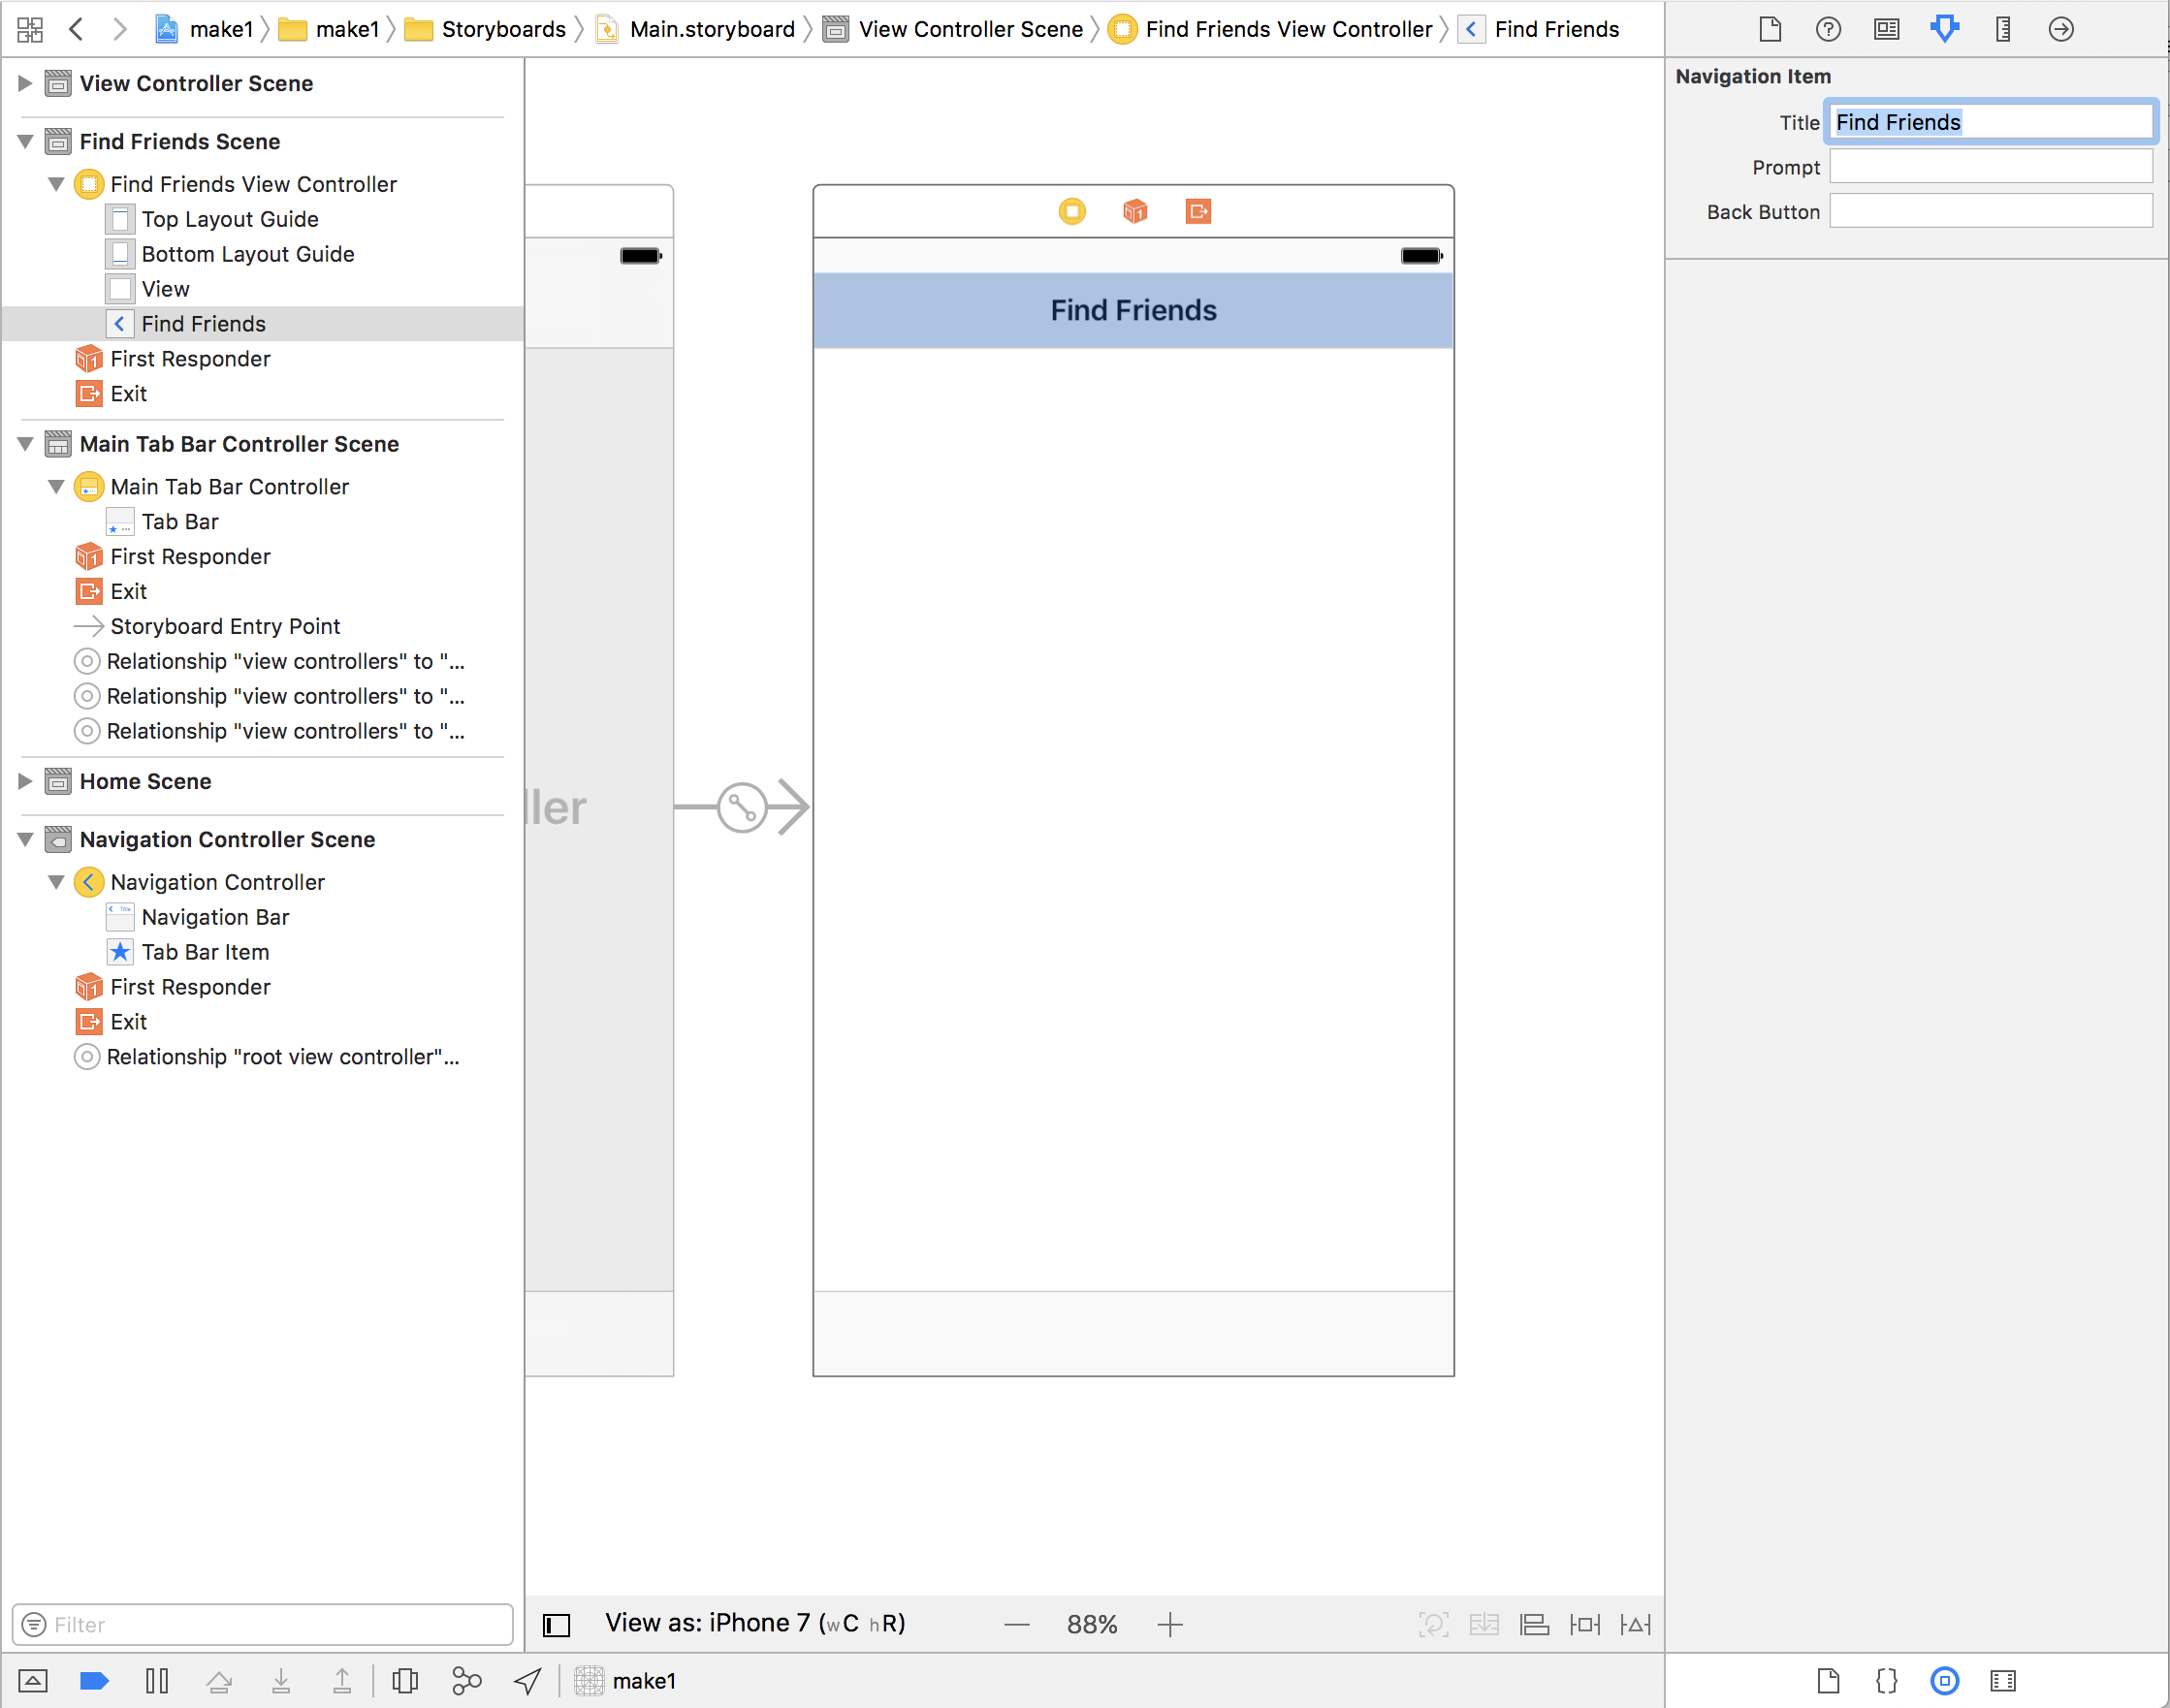 make1 make1 Storyboards Main.storyboard View Controller Scene Find Friends View Controller Find Friends
View Controller Scene
Find Friends Scene
Find Friends View Controller
Top Layout Guide
Bottom Layout Guide
View
Find Friends
First Responder
Exit
Main Tab Bar Controller Scene
Main Tab Bar Controller
Tab Bar
First Responder
Exit
Storyboard Entry Point
Relationship "view controllers" to "...
Relationship "view controllers" to "...
Relationship "view controllers" to "...
Home Scene
Navigation Controller Scene
Navigation Controller
Navigation Bar
Tab Bar Item
First Responder
Exit
Relationship "root view controller"...
Filter
Find Friends
ller
View as: iPhone 7 (wC hR)
88%
Navigation Item
Title Find Friends
Prompt
Back Button
make1